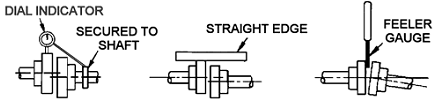 DIAL INDICATOR
SECURED TO
SHAFT
STRAIGHT EDGE
FEELER
GAUGE